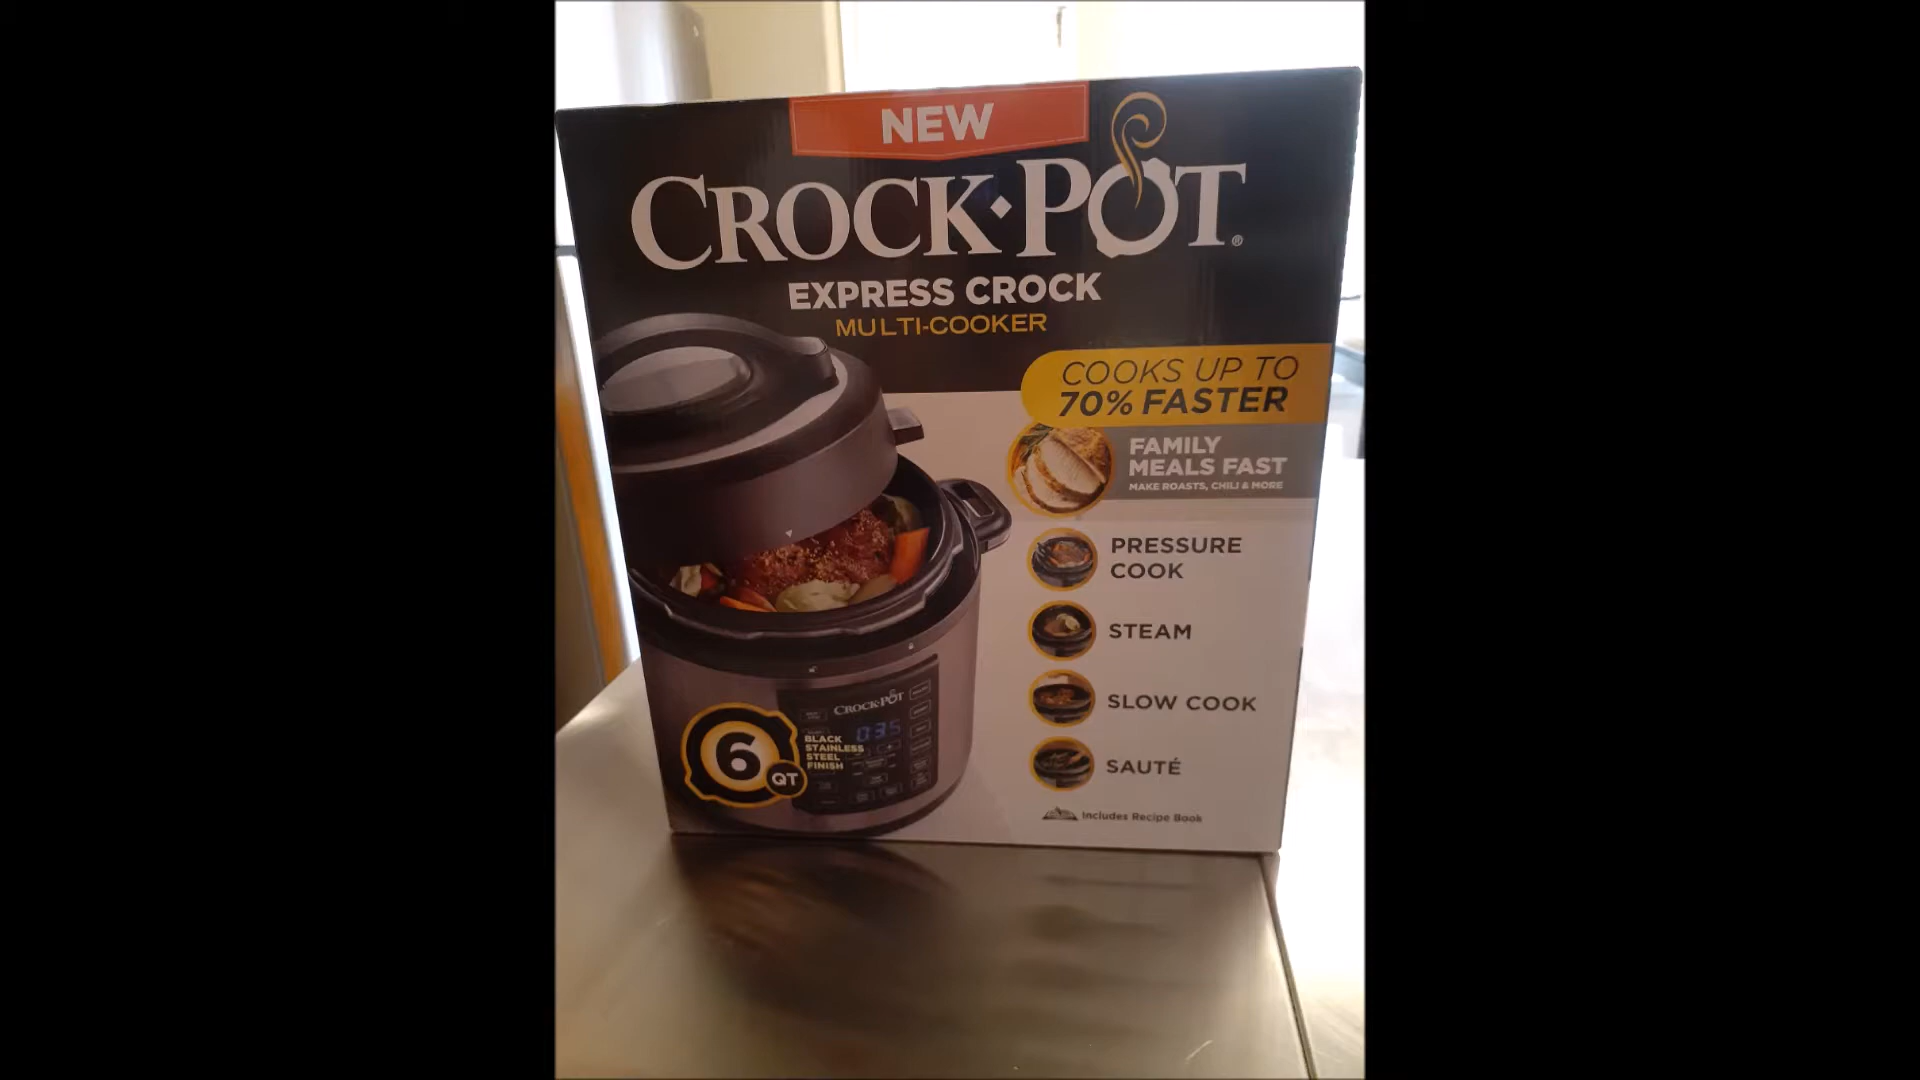 NEW
CROCK·POT®
EXPRESS CROCK
MULTI-COOKER
COOKS UP TO
70% FASTER
FAMILY
MEALS FAST
MAKE ROASTS, CHILI & MORE
PRESSURE
COOK
STEAM
SLOW COOK
SAUTÉ
Includes Recipe Book
CROCK·POT
035
6
QT
BLACK
STAINLESS
STEEL
FINISH